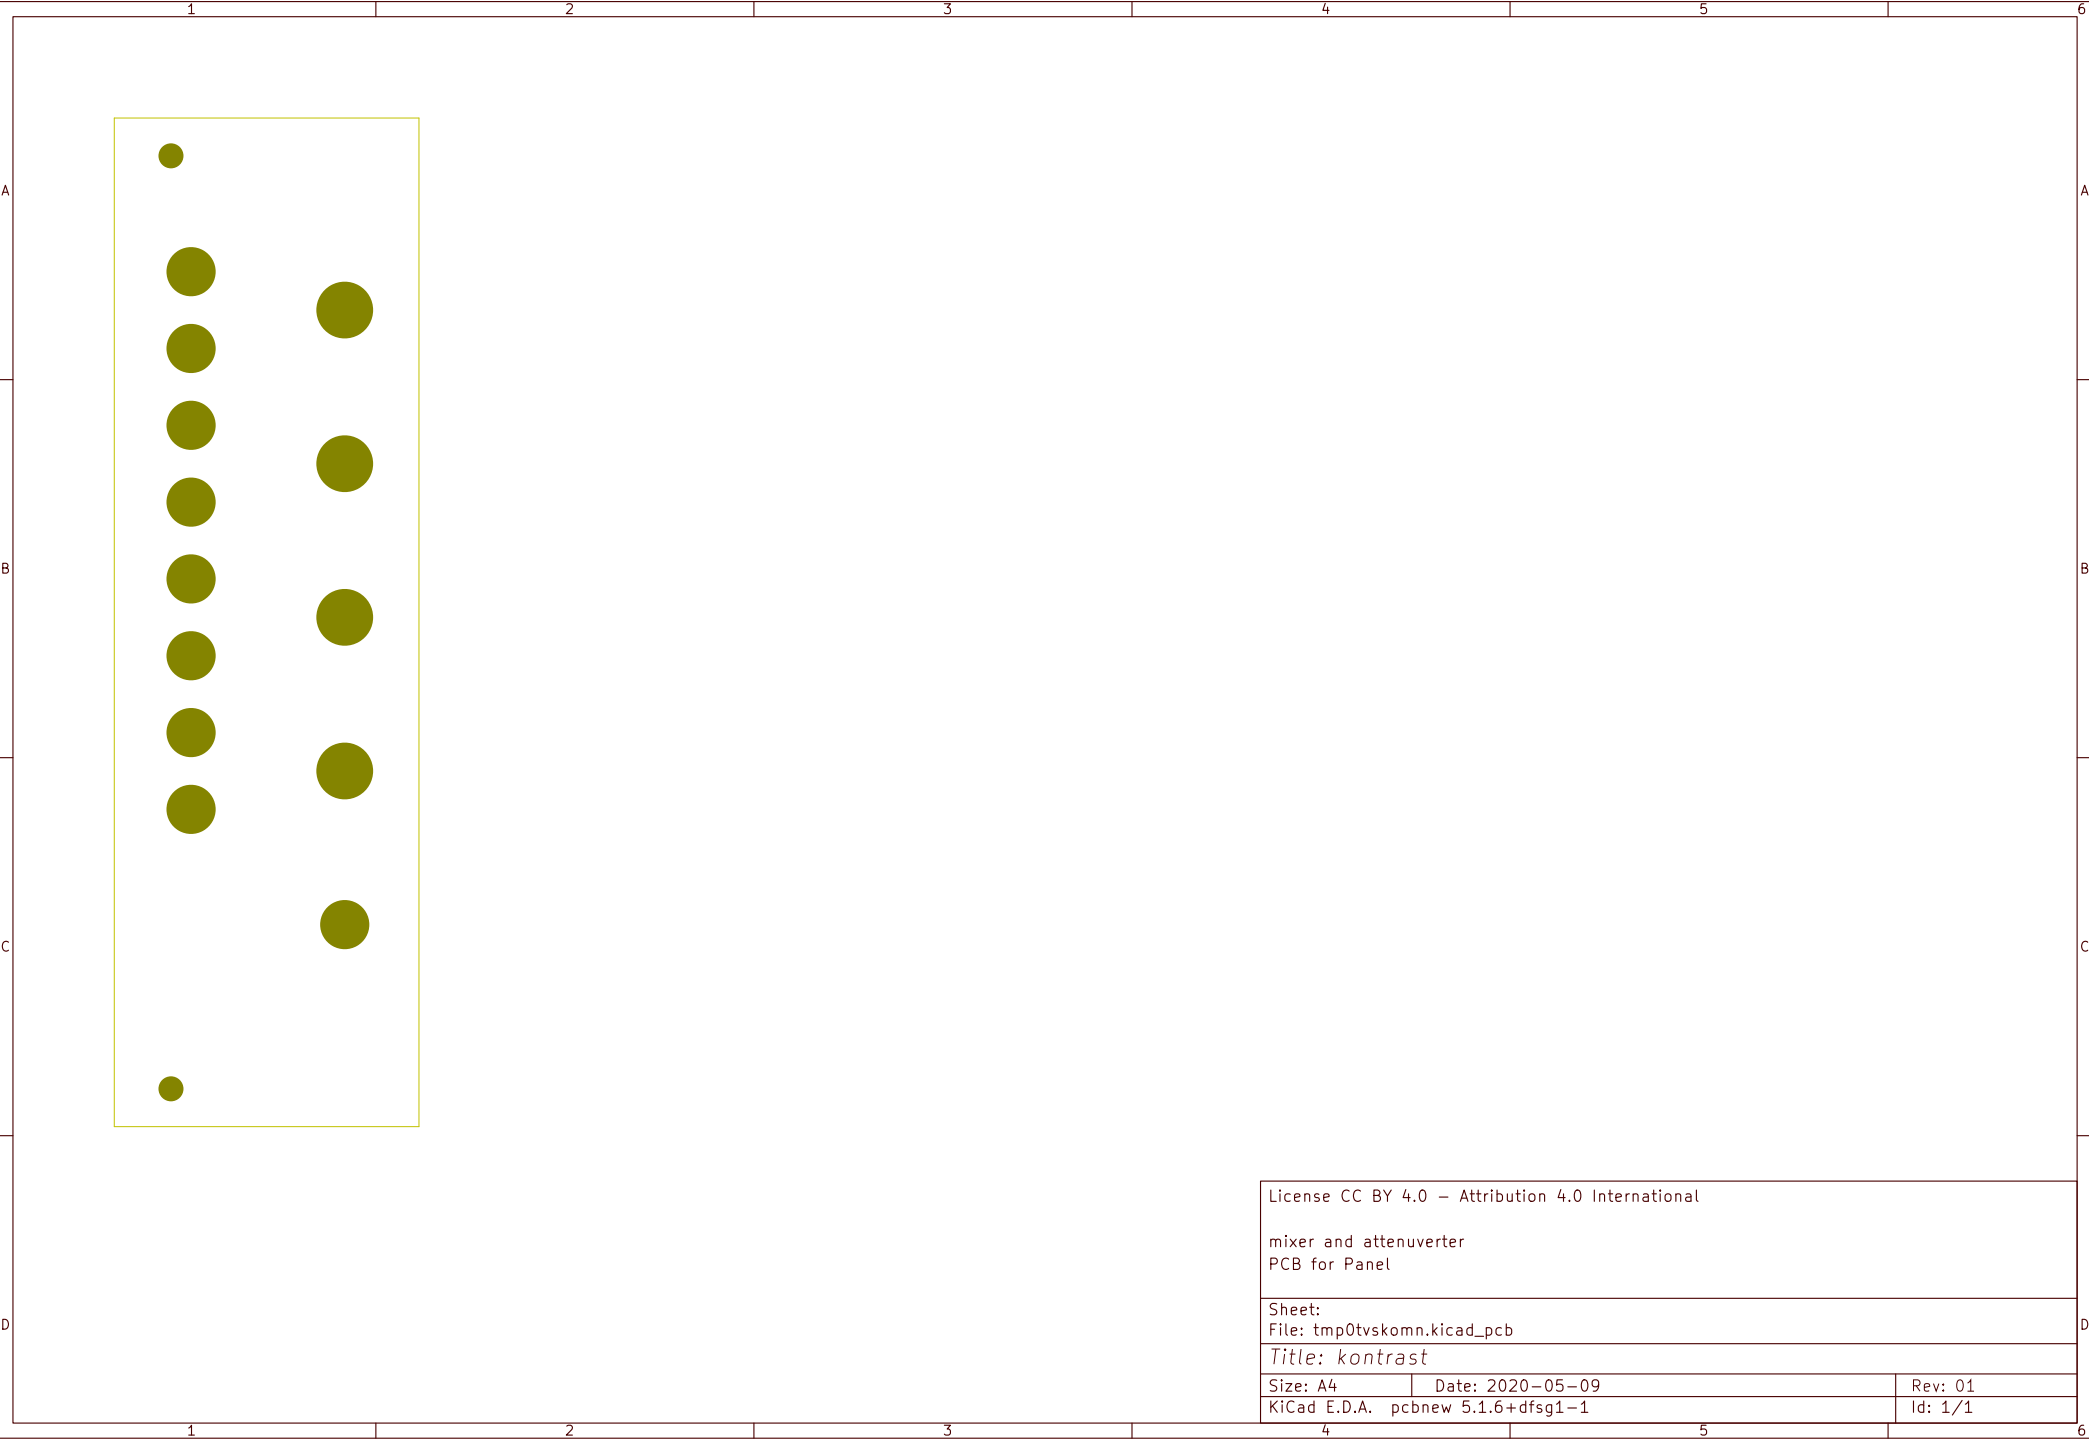 1 2 3 4 5 6
A A
B B
C C
D D
License CC BY 4.0 - Attribution 4.0 International
mixer and attenuverter
PCB for Panel
Sheet:
File: tmp0tvskomn.kicad_pcb
Title: kontrast
Size: A4 Date: 2020-05-09 Rev: 01
KiCad E.D.A. pcbnew 5.1.6+dfsg1-1 Id: 1/1
1 2 3 4 5 6